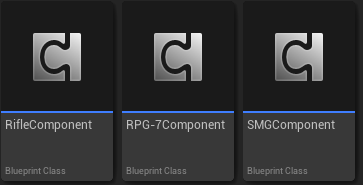 RifleComponent
RPG-7Component
SMGComponent
Blueprint Class
Blueprint Class
Blueprint Class